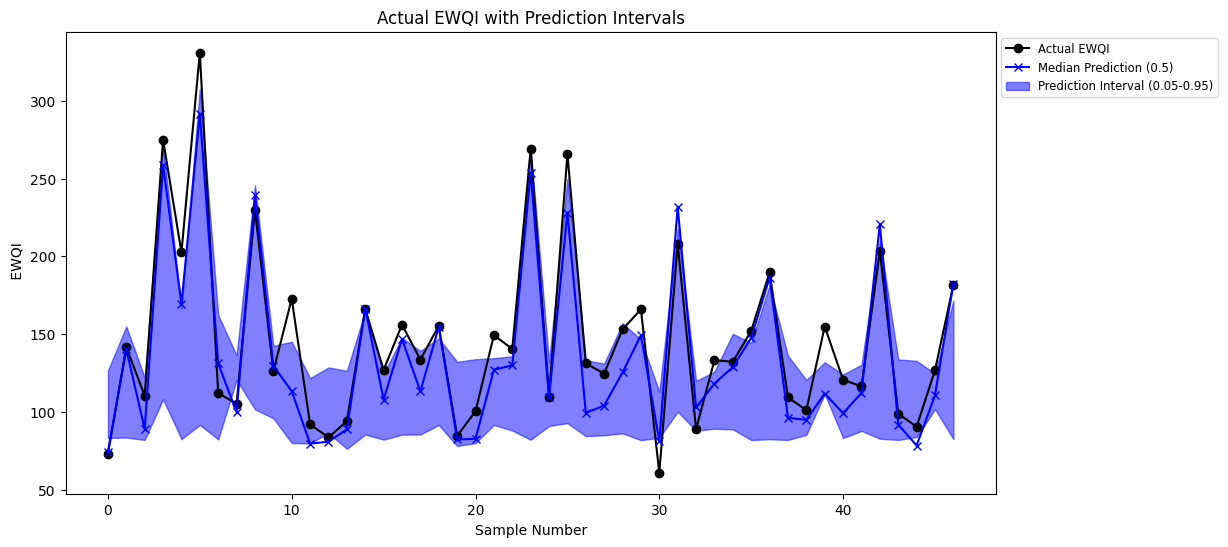 Actual EWQI with Prediction Intervals
Actual EWQI
Median Prediction (0.5)
Prediction Interval (0.05-0.95)
EWQI
300
250
200
150
100
50
0
10
20
30
40
Sample Number